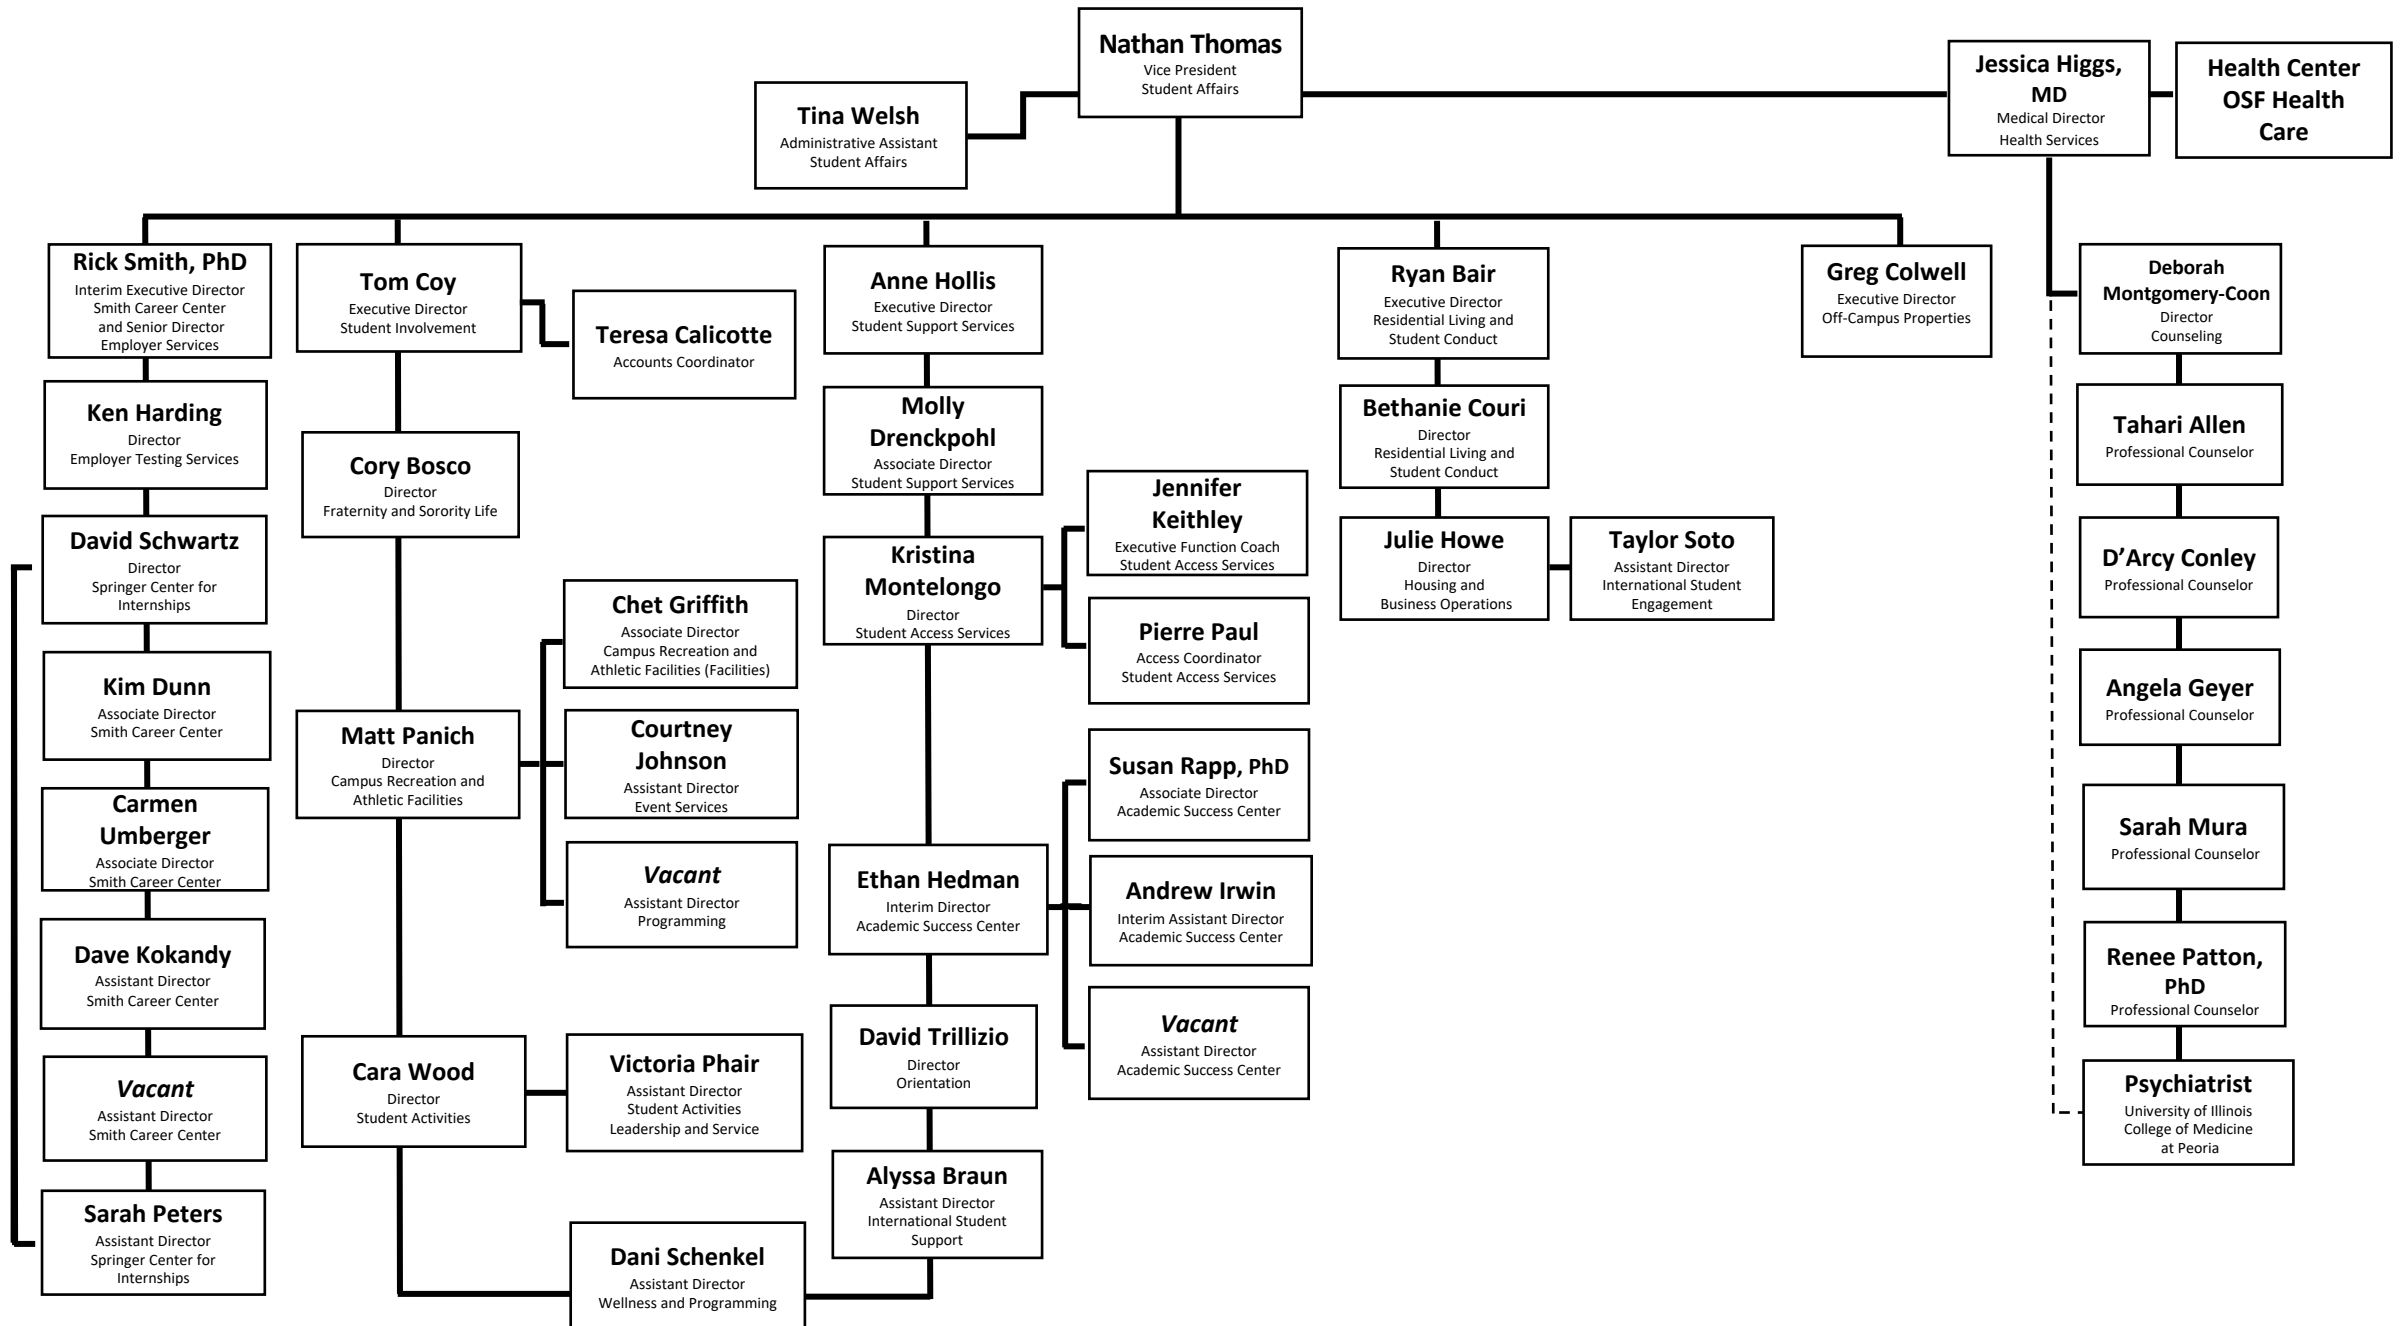 Nathan Thomas
Vice President
Student Affairs
Tina Welsh
Administrative Assistant
Student Affairs
Jessica Higgs,
MD
Medical Director
Health Services
Health Center
OSF Health
Care
Rick Smith, PhD
Interim Executive Director
Smith Career Center
and Senior Director
Employer Services
Ken Harding
Director
Employer Testing Services
David Schwartz
Director
Springer Center for
Internships
Kim Dunn
Associate Director
Smith Career Center
Carmen
Umberger
Associate Director
Smith Career Center
Dave Kokandy
Assistant Director
Smith Career Center
Vacant
Assistant Director
Smith Career Center
Sarah Peters
Assistant Director
Springer Center for
Internships
Tom Coy
Executive Director
Student Involvement
Teresa Calicotte
Accounts Coordinator
Cory Bosco
Director
Fraternity and Sorority Life
Matt Panich
Director
Campus Recreation and
Athletic Facilities
Chet Griffith
Associate Director
Campus Recreation and
Athletic Facilities (Facilities)
Courtney
Johnson
Assistant Director
Event Services
Vacant
Assistant Director
Programming
Cara Wood
Director
Student Activities
Victoria Phair
Assistant Director
Student Activities
Leadership and Service
Dani Schenkel
Assistant Director
Wellness and Programming
Anne Hollis
Executive Director
Student Support Services
Molly
Drenckpohl
Associate Director
Student Support Services
Kristina
Montelongo
Director
Student Access Services
Jennifer
Keithley
Executive Function Coach
Student Access Services
Pierre Paul
Access Coordinator
Student Access Services
Ethan Hedman
Interim Director
Academic Success Center
Susan Rapp, PhD
Associate Director
Academic Success Center
Andrew Irwin
Interim Assistant Director
Academic Success Center
Vacant
Assistant Director
Academic Success Center
David Trillizio
Director
Orientation
Alyssa Braun
Assistant Director
International Student
Support
Ryan Bair
Executive Director
Residential Living and
Student Conduct
Bethanie Couri
Director
Residential Living and
Student Conduct
Julie Howe
Director
Housing and
Business Operations
Taylor Soto
Assistant Director
International Student
Engagement
Greg Colwell
Executive Director
Off-Campus Properties
Deborah
Montgomery-Coon
Director
Counseling
Tahari Allen
Professional Counselor
D’Arcy Conley
Professional Counselor
Angela Geyer
Professional Counselor
Sarah Mura
Professional Counselor
Renee Patton,
PhD
Professional Counselor
Psychiatrist
University of Illinois
College of Medicine
at Peoria